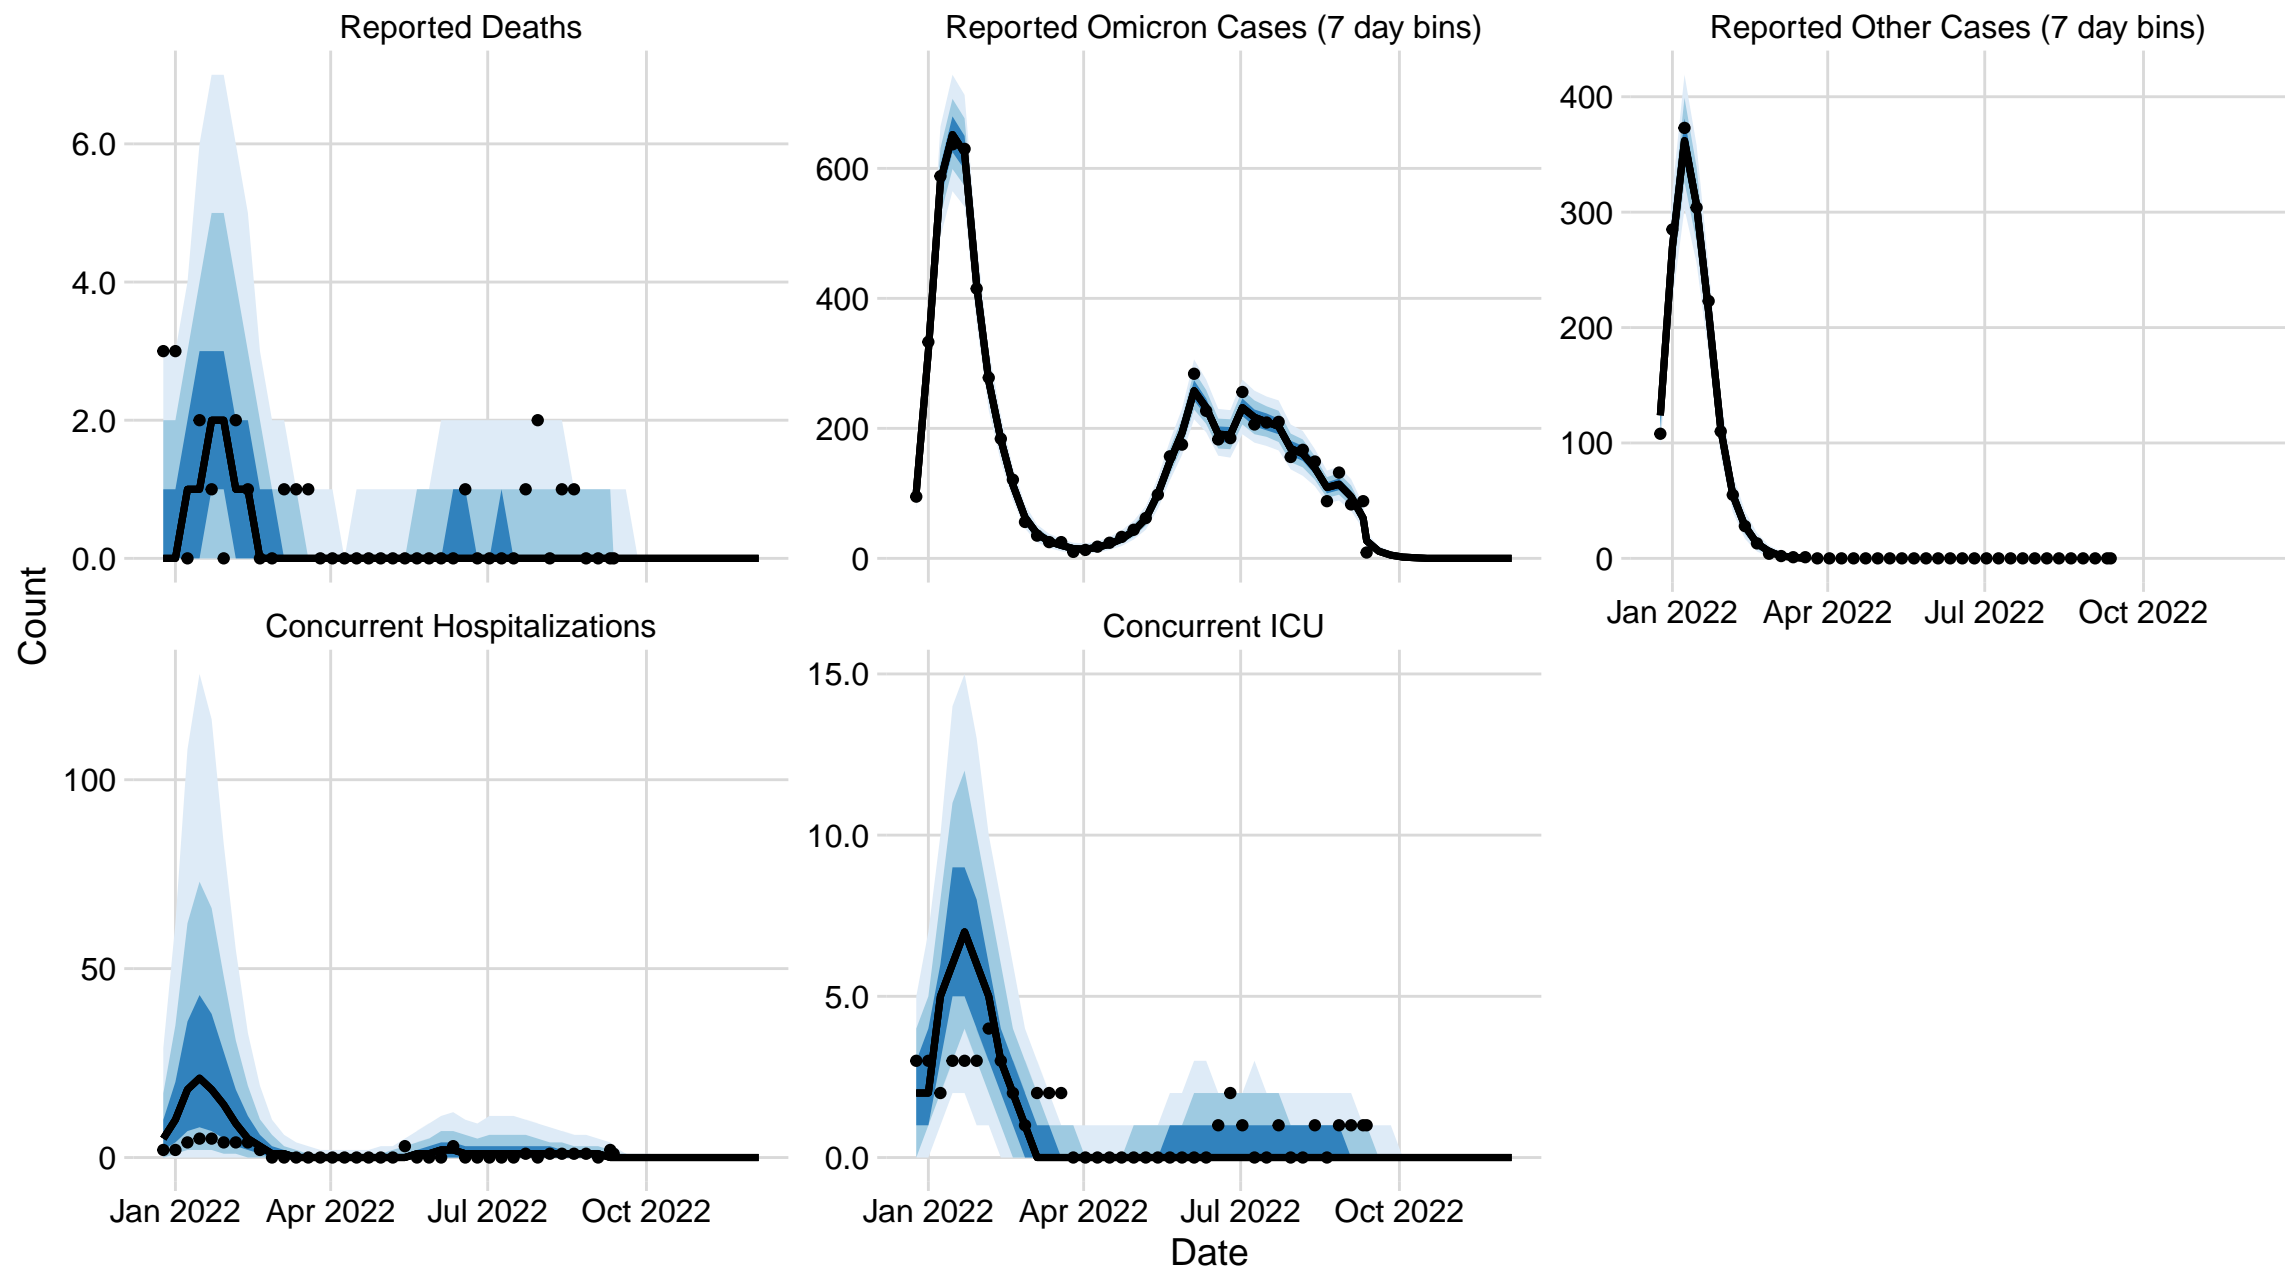 Reported Deaths
Reported Omicron Cases (7 day bins)
Reported Other Cases (7 day bins)
6.0
4.0
2.0
0.0
600
400
200
0
400
300
200
100
0
Jan 2022 Apr 2022 Jul 2022 Oct 2022
Count
Concurrent Hospitalizations
Concurrent ICU
100
50
0
15.0
10.0
5.0
0.0
Jan 2022 Apr 2022 Jul 2022 Oct 2022
Jan 2022 Apr 2022 Jul 2022 Oct 2022
Date